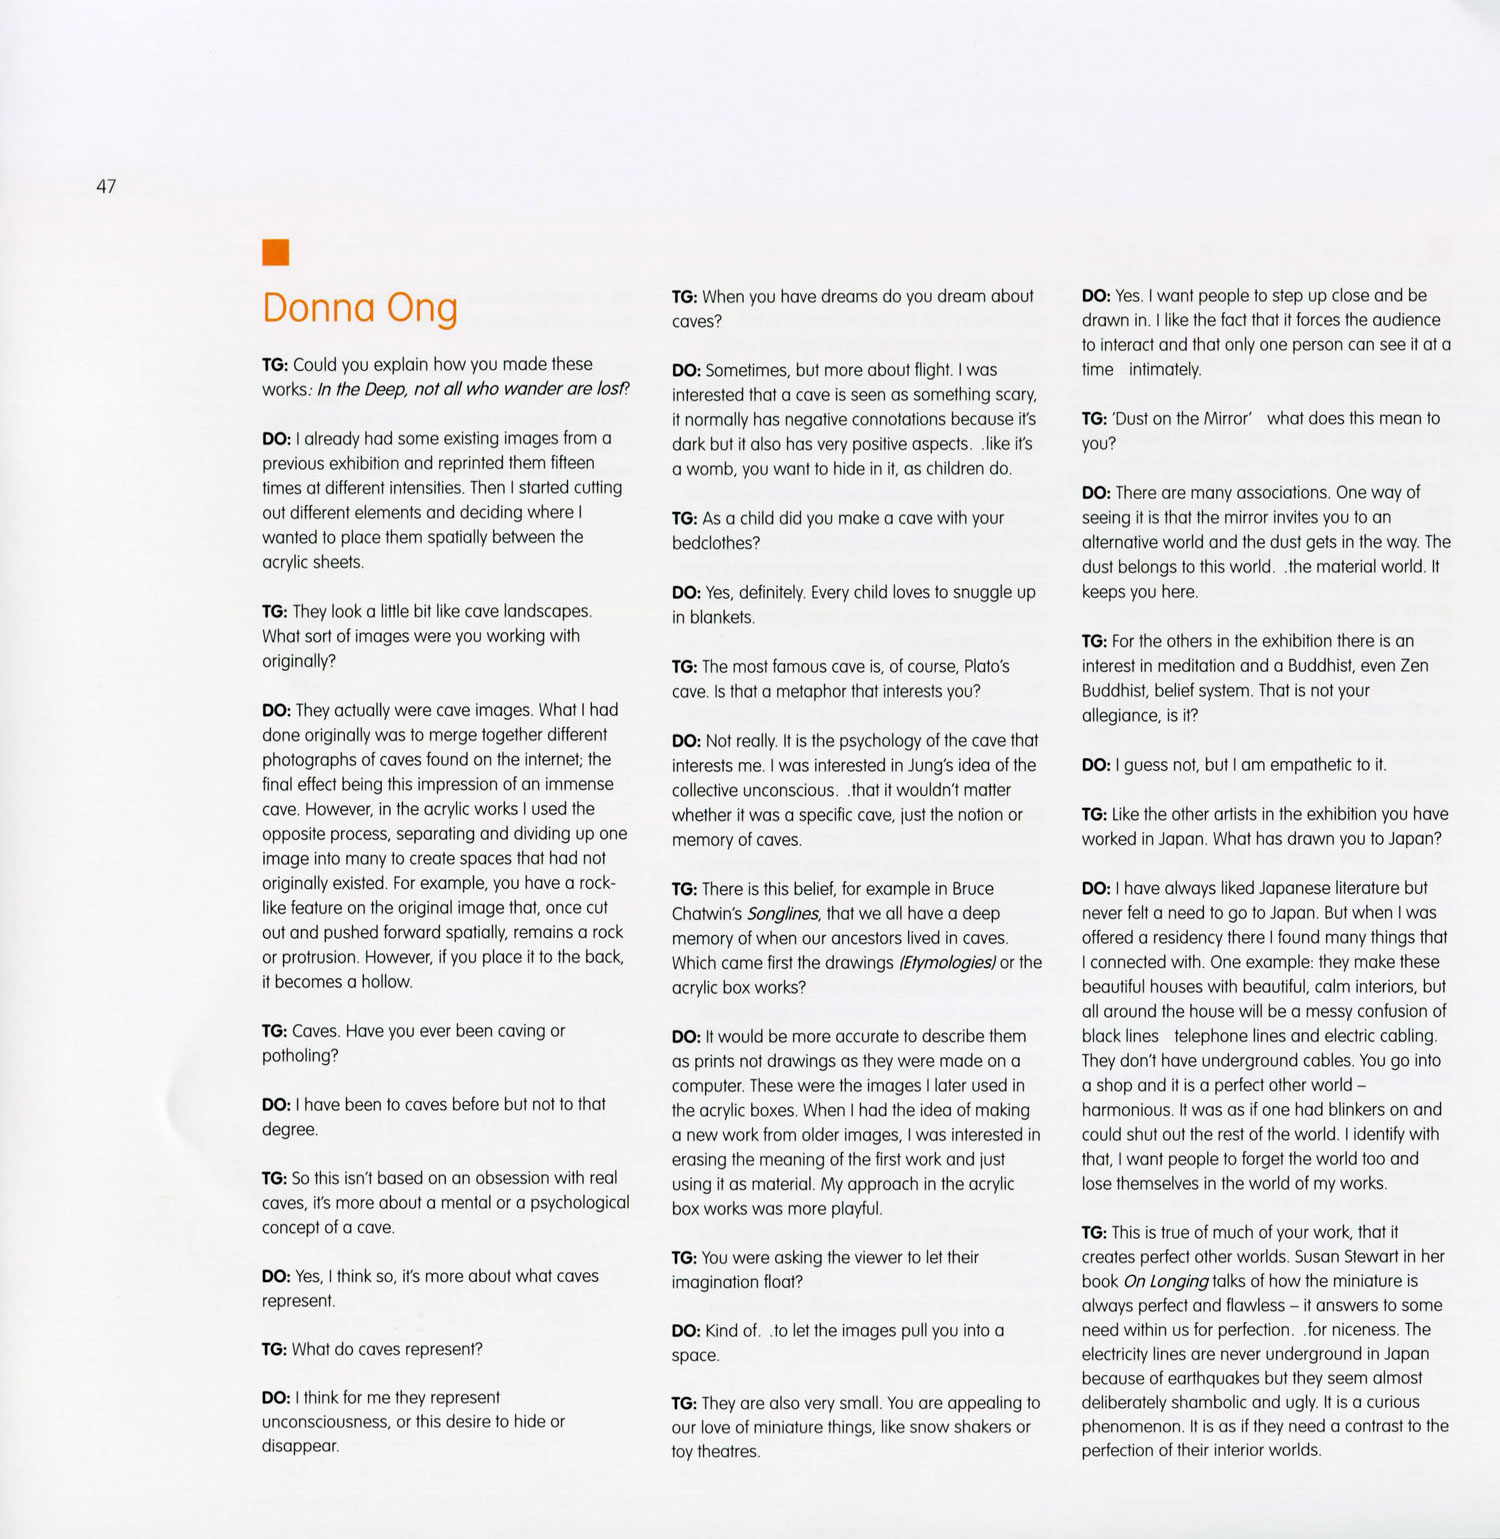 47
Donna Ong
TG: Could you explain how you made these
works: In the Deep, not all who wander are lost?
DO: I already had some existing images from a
previous exhibition and reprinted them fifteen
times at different intensities. Then I started cutting
out different elements and deciding where I
wanted to place them spatially between the
acrylic sheets.
TG: They look a little bit like cave landscapes.
What sort of images were you working with
originally?
DO: They actually were cave images. What I had
done originally was to merge together different
photographs of caves found on the internet; the
final effect being this impression of an immense
cave. However, in the acrylic works I used the
opposite process, separating and dividing up one
image into many to create spaces that had not
originally existed. For example, you have a rock-
like feature on the original image that, once cut
out and pushed forward spatially, remains a rock
or protrusion. However, if you place it to the back,
it becomes a hollow.
TG: Caves. Have you ever been caving or
potholing?
DO: I have been to caves before but not to that
degree.
TG: So this isn't based on an obsession with real
caves, it's more about a mental or a psychological
concept of a cave.
DO: Yes, I think so, it's more about what caves
represent.
TG: What do caves represent?
DO: I think for me they represent
unconsciousness, or this desire to hide or
disappear.
TG: When you have dreams do you dream about
caves?
DO: Sometimes, but more about flight. I was
interested that a cave is seen as something scary,
it normally has negative connotations because it's
dark but it also has very positive aspects. .like it's
a womb, you want to hide in it, as children do.
TG: As a child did you make a cave with your
bedclothes?
DO: Yes, definitely. Every child loves to snuggle up
in blankets.
TG: The most famous cave is, of course, Plato's
cave. Is that a metaphor that interests you?
DO: Not really. It is the psychology of the cave that
interests me. I was interested in Jung's idea of the
collective unconscious. .that it wouldn't matter
whether it was a specific cave, just the notion or
memory of caves.
TG: There is this belief, for example in Bruce
Chatwin's Songlines, that we all have a deep
memory of when our ancestors lived in caves.
Which came first the drawings (Etymologies) or the
acrylic box works?
DO: It would be more accurate to describe them
as prints not drawings as they were made on a
computer. These were the images I later used in
the acrylic boxes. When I had the idea of making
a new work from older images, I was interested in
erasing the meaning of the first work and just
using it as material. My approach in the acrylic
box works was more playful.
TG: You were asking the viewer to let their
imagination float?
DO: Kind of. .to let the images pull you into a
space.
TG: They are also very small. You are appealing to
our love of miniature things, like snow shakers or
toy theatres.
DO: Yes. I want people to step up close and be
drawn in. I like the fact that it forces the audience
to interact and that only one person can see it at a
time intimately.
TG: 'Dust on the Mirror' what does this mean to
you?
DO: There are many associations. One way of
seeing it is that the mirror invites you to an
alternative world and the dust gets in the way. The
dust belongs to this world. .the material world. It
keeps you here.
TG: For the others in the exhibition there is an
interest in meditation and a Buddhist, even Zen
Buddhist, belief system. That is not your
allegiance, is it?
DO: I guess not, but I am empathetic to it.
TG: Like the other artists in the exhibition you have
worked in Japan. What has drawn you to Japan?
DO: I have always liked Japanese literature but
never felt a need to go to Japan. But when I was
offered a residency there I found many things that
I connected with. One example: they make these
beautiful houses with beautiful, calm interiors, but
all around the house will be a messy confusion of
black lines telephone lines and electric cabling.
They don't have underground cables. You go into
a shop and it is a perfect other world –
harmonious. It was as if one had blinkers on and
could shut out the rest of the world. I identify with
that, I want people to forget the world too and
lose themselves in the world of my works.
TG: This is true of much of your work, that it
creates perfect other worlds. Susan Stewart in her
book On Longing talks of how the miniature is
always perfect and flawless – it answers to some
need within us for perfection. .for niceness. The
electricity lines are never underground in Japan
because of earthquakes but they seem almost
deliberately shambolic and ugly. It is a curious
phenomenon. It is as if they need a contrast to the
perfection of their interior worlds.